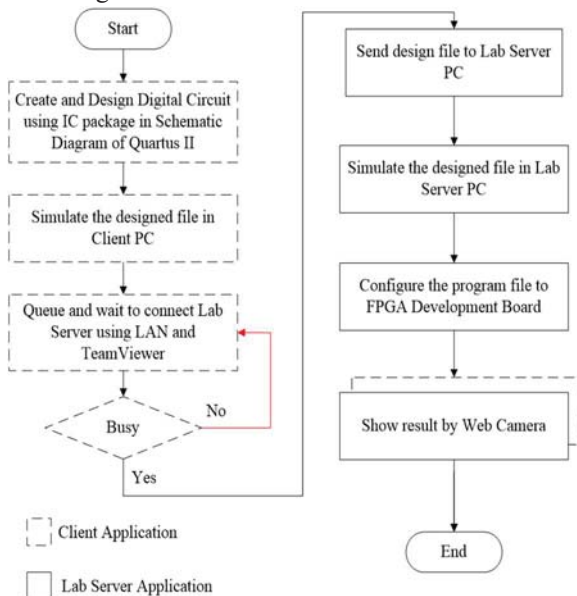 Start
Create and Design Digital Circuit
using IC package in Schematic
Diagram of Quartus II
Simulate the designed file in
Client PC
Queue and wait to connect Lab
Server using LAN and
TeamViewer
Busy
No
Yes
Client Application
Lab Server Application
Send design file to Lab Server
PC
Simulate the designed file in Lab
Server PC
Configure the program file to
FPGA Development Board
Show result by Web Camera
End